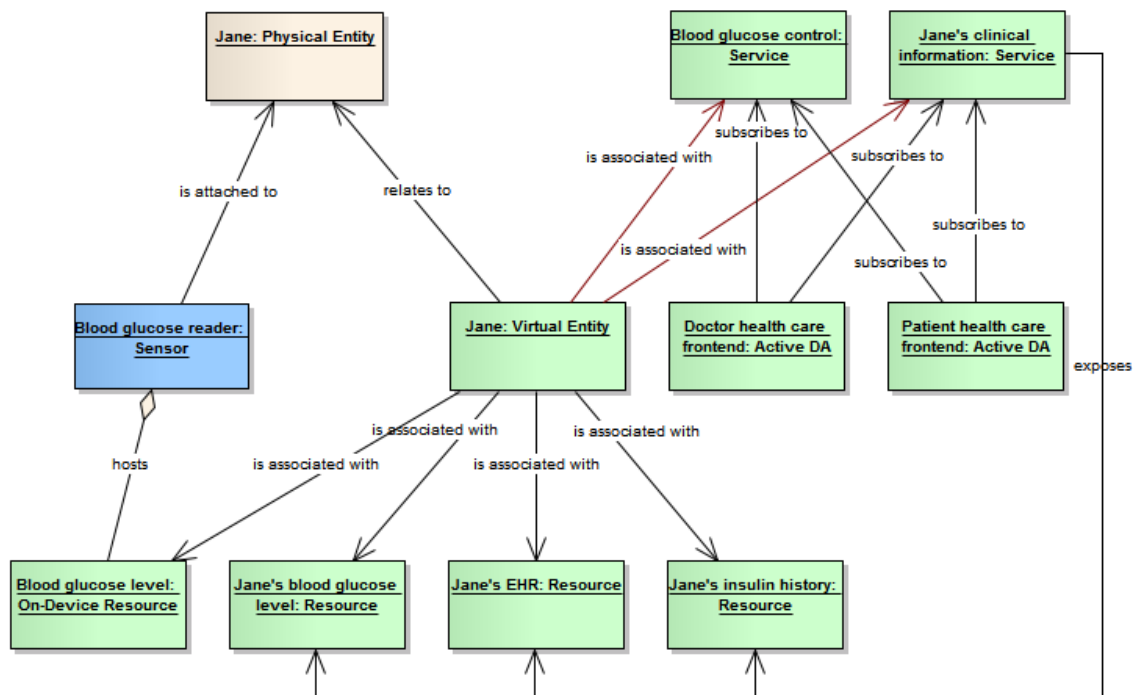 Jane: Physical Entity
Blood glucose control:
Service
Jane's clinical
information: Service
subscribes to
is associated with
subscribes to
is attached to
relates to
subscribes to
is associated with
subscribes to
Blood glucose reader:
Sensor
Jane: Virtual Entity
Doctor health care
frontend: Active DA
Patient health care
frontend: Active DA
exposes
is associated with
is associated with
hosts
is associated with
is associated with
Blood glucose level:
On-Device Resource
Jane's blood glucose
level: Resource
Jane's EHR: Resource
Jane's insulin history:
Resource